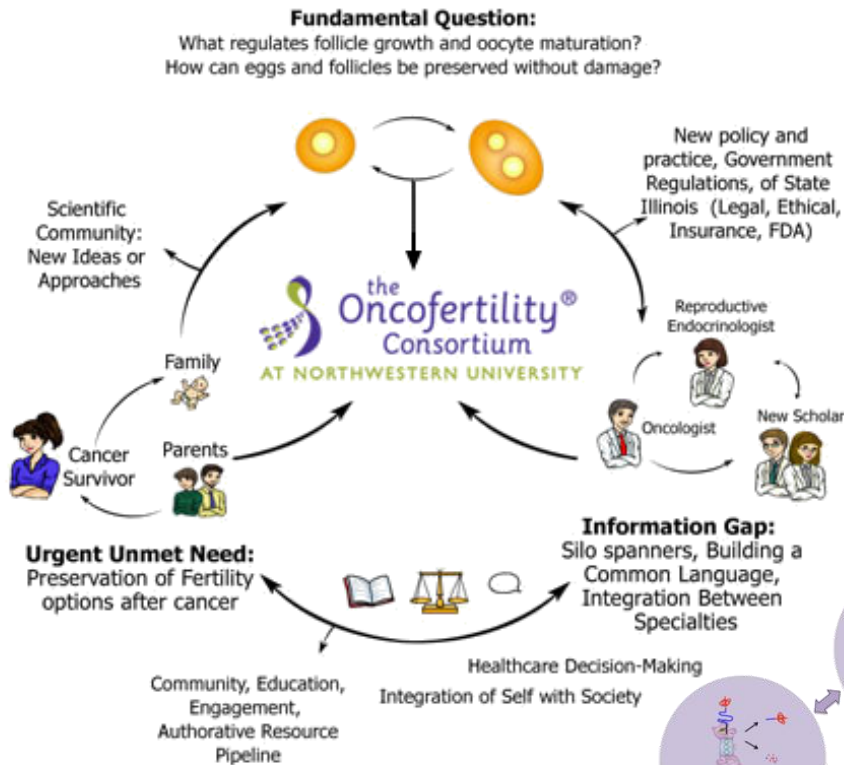 Fundamental Question:
What regulates follicle growth and oocyte maturation?
How can eggs and follicles be preserved without damage?
New policy and
practice, Government
Regulations, of State
Illinois (Legal, Ethical,
Insurance, FDA)
Scientific
Community:
New Ideas or
Approaches
the
Oncofertility®
Consortium
AT NORTHWESTERN UNIVERSITY
Reproductive
Endocrinologist
Family
Oncologist
New Scholar
Cancer
Survivor
Parents
Urgent Unmet Need:
Preservation of Fertility
options after cancer
Information Gap:
Silo spanners, Building a
Common Language,
Integration Between
Specialties
Healthcare Decision-Making
Integration of Self with Society
Community, Education,
Engagement,
Authorative Resource
Pipeline